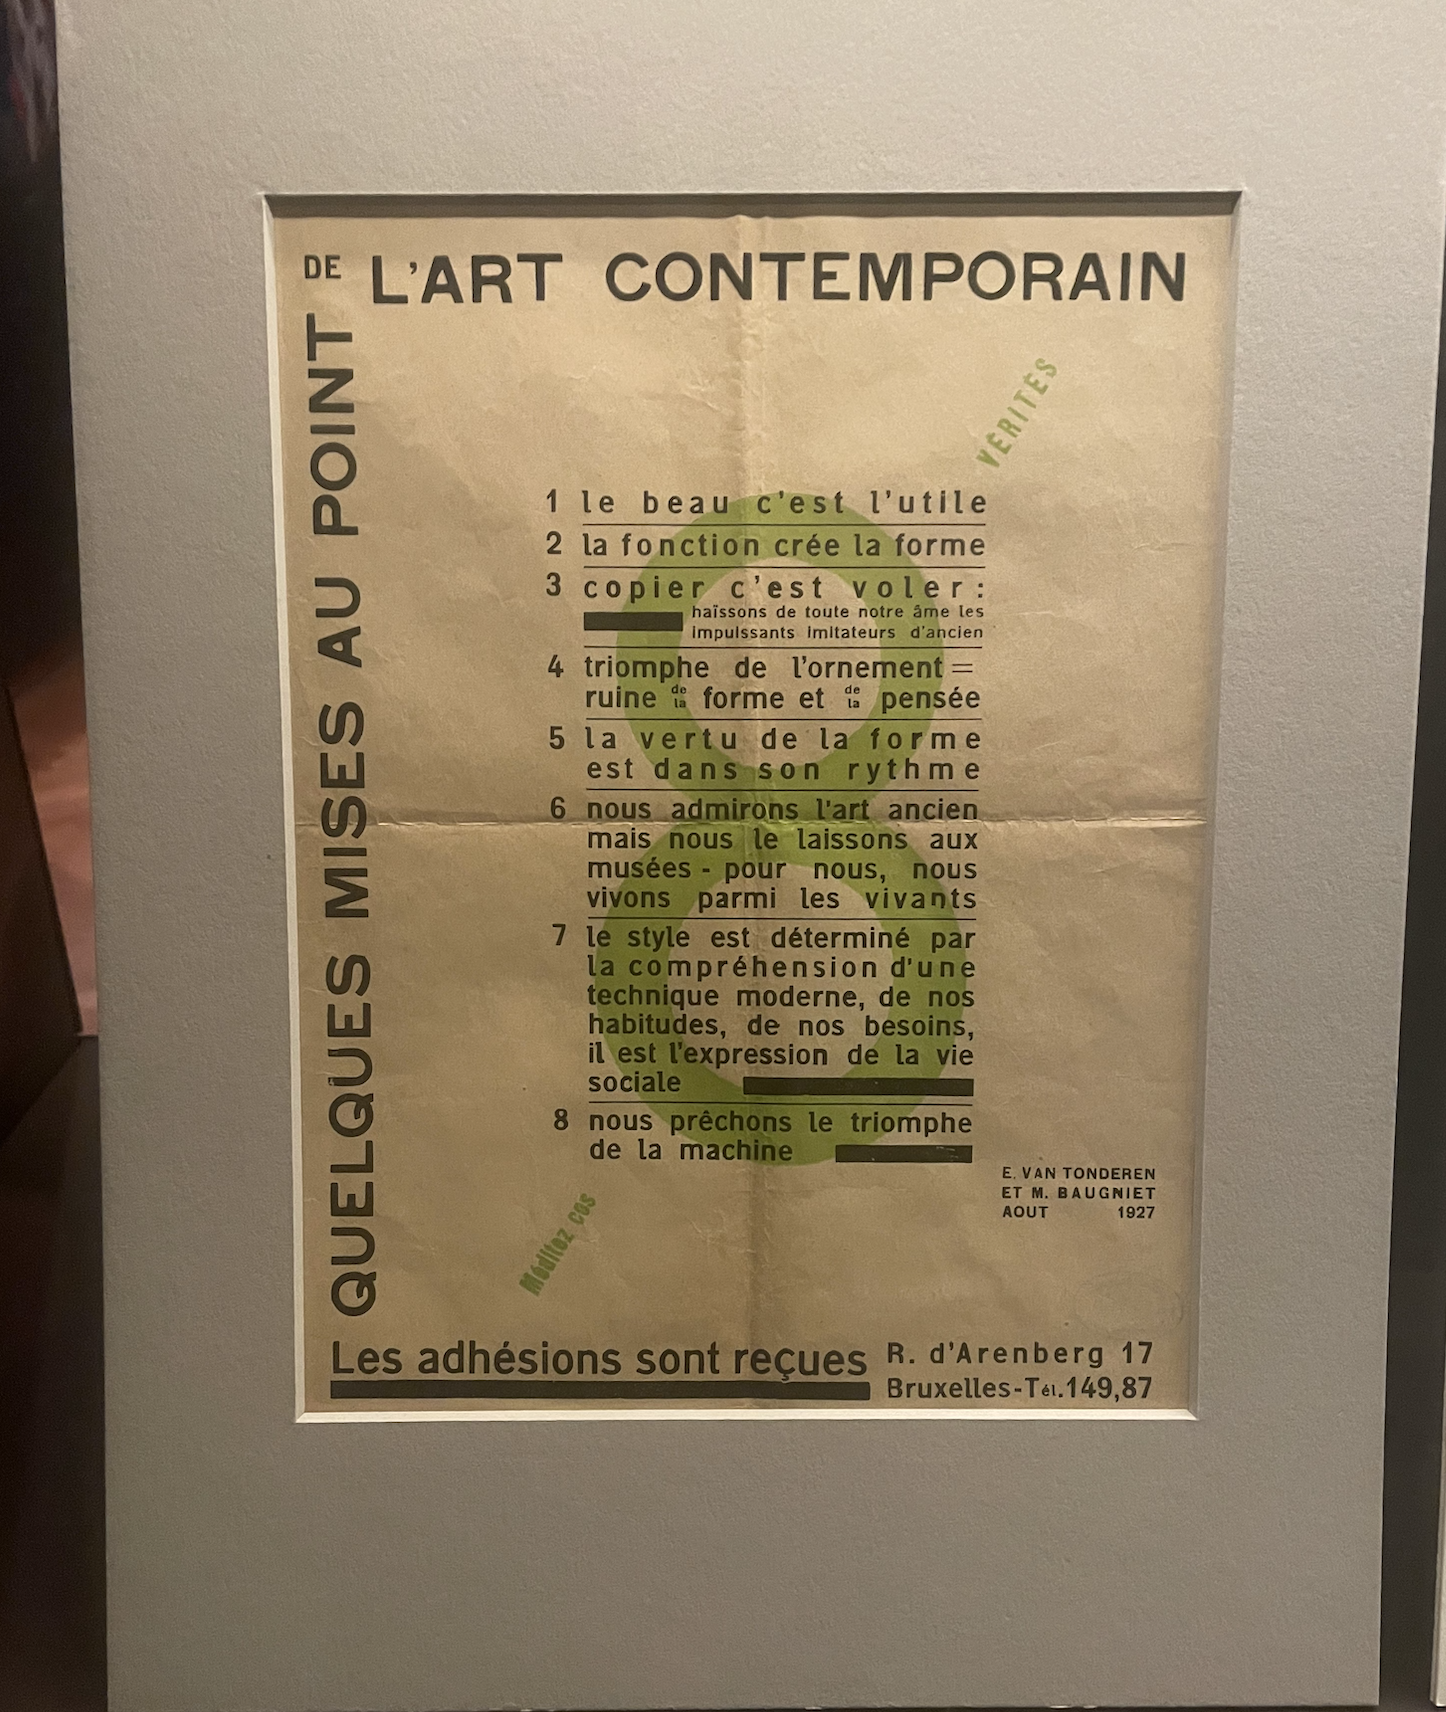 QUELQUES MISES AU POINT
DE L'ART CONTEMPORAIN
Méditez cos
8
VÉRITÉS
1 le beau c'est l'utile
2 la fonction crée la forme
3 copier c'est voler:
haïssons de toute notre âme les
impuissants imitateurs d'ancien
4 triomphe de l'ornement =
ruine de la forme et de la pensée
5 la vertu de la forme
est dans son rythme
6 nous admirons l'art ancien
mais nous le laissons aux
musées - pour nous, nous
vivons parmi les vivants
7 le style est déterminé par
la compréhension d'une
technique moderne, de nos
habitudes, de nos besoins,
il est l'expression de la vie
sociale
8 nous prêchons le triomphe
de la machine
E. VAN TONDEREN
ET M. BAUGNIET
AOUT 1927
Les adhésions sont reçues
R. d'Arenberg 17
Bruxelles-Tél.149,87